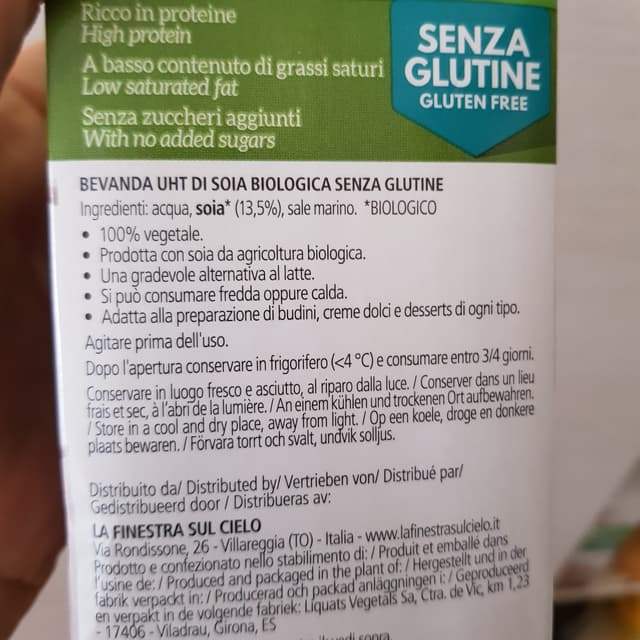 Ricco in proteine
High protein
A basso contenuto di grassi saturi
Low saturated fat
Senza zuccheri aggiunti
With no added sugars
SENZA
GLUTINE
GLUTEN FREE
BEVANDA UHT DI SOIA BIOLOGICA SENZA GLUTINE
Ingredienti: acqua, soia* (13,5%), sale marino. *BIOLOGICO
• 100% vegetale.
• Prodotta con soia da agricoltura biologica.
• Una gradevole alternativa al latte.
• Si può consumare fredda oppure calda.
• Adatta alla preparazione di budini, creme dolci e desserts di ogni tipo.
Agitare prima dell'uso.
Dopo l'apertura conservare in frigorifero (<4 °C) e consumare entro 3/4 giorni.
Conservare in luogo fresco e asciutto, al riparo dalla luce. / Conserver dans un lieu
frais et sec, à l'abri de la lumière. / An einem kühlen und trockenen Ort aufbewahren.
/ Store in a cool and dry place, away from light. / Op een koele, droge en donkere
plaats bewaren. / Förvara torrt och svalt, undvik solljus.
Distribuito da/ Distributed by/ Vertrieben von/ Distribué par/
Gedistribueerd door / Distribueras av:
LA FINESTRA SUL CIELO
Via Rondissone, 26 - Villareggia (TO) - Italia - www.lafinestrasulcielo.it
Prodotto e confezionato nello stabilimento di: / Produit et emballé dans
l'usine de: / Produced and packaged in the plant of: / Hergestellt und in der
fabrik verpackt in: / Producerad och packad anläggningen i: / Geproduceerd
en verpakt in de volgende fabriek: Liquats Vegetals Sa, Ctra. de Vic, km 1,23
- 17406 - Viladrau, Girona, ES